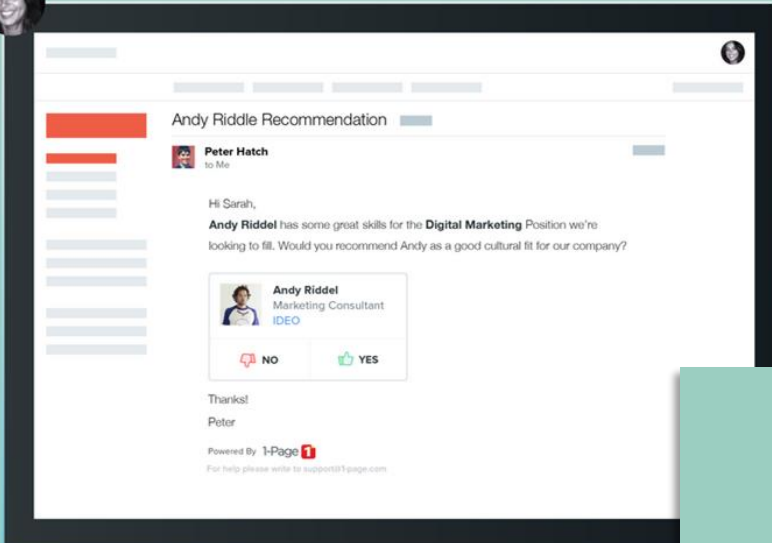 Andy Riddle Recommendation
Peter Hatch
to Me
Hi Sarah,
Andy Riddel has some great skills for the Digital Marketing Position we're
looking to fill. Would you recommend Andy as a good cultural fit for our company?
Andy Riddel
Marketing Consultant
IDEO
NO
YES
Thanks!
Peter
Powered By 1-Page 1
For help please write to support@1-page.com